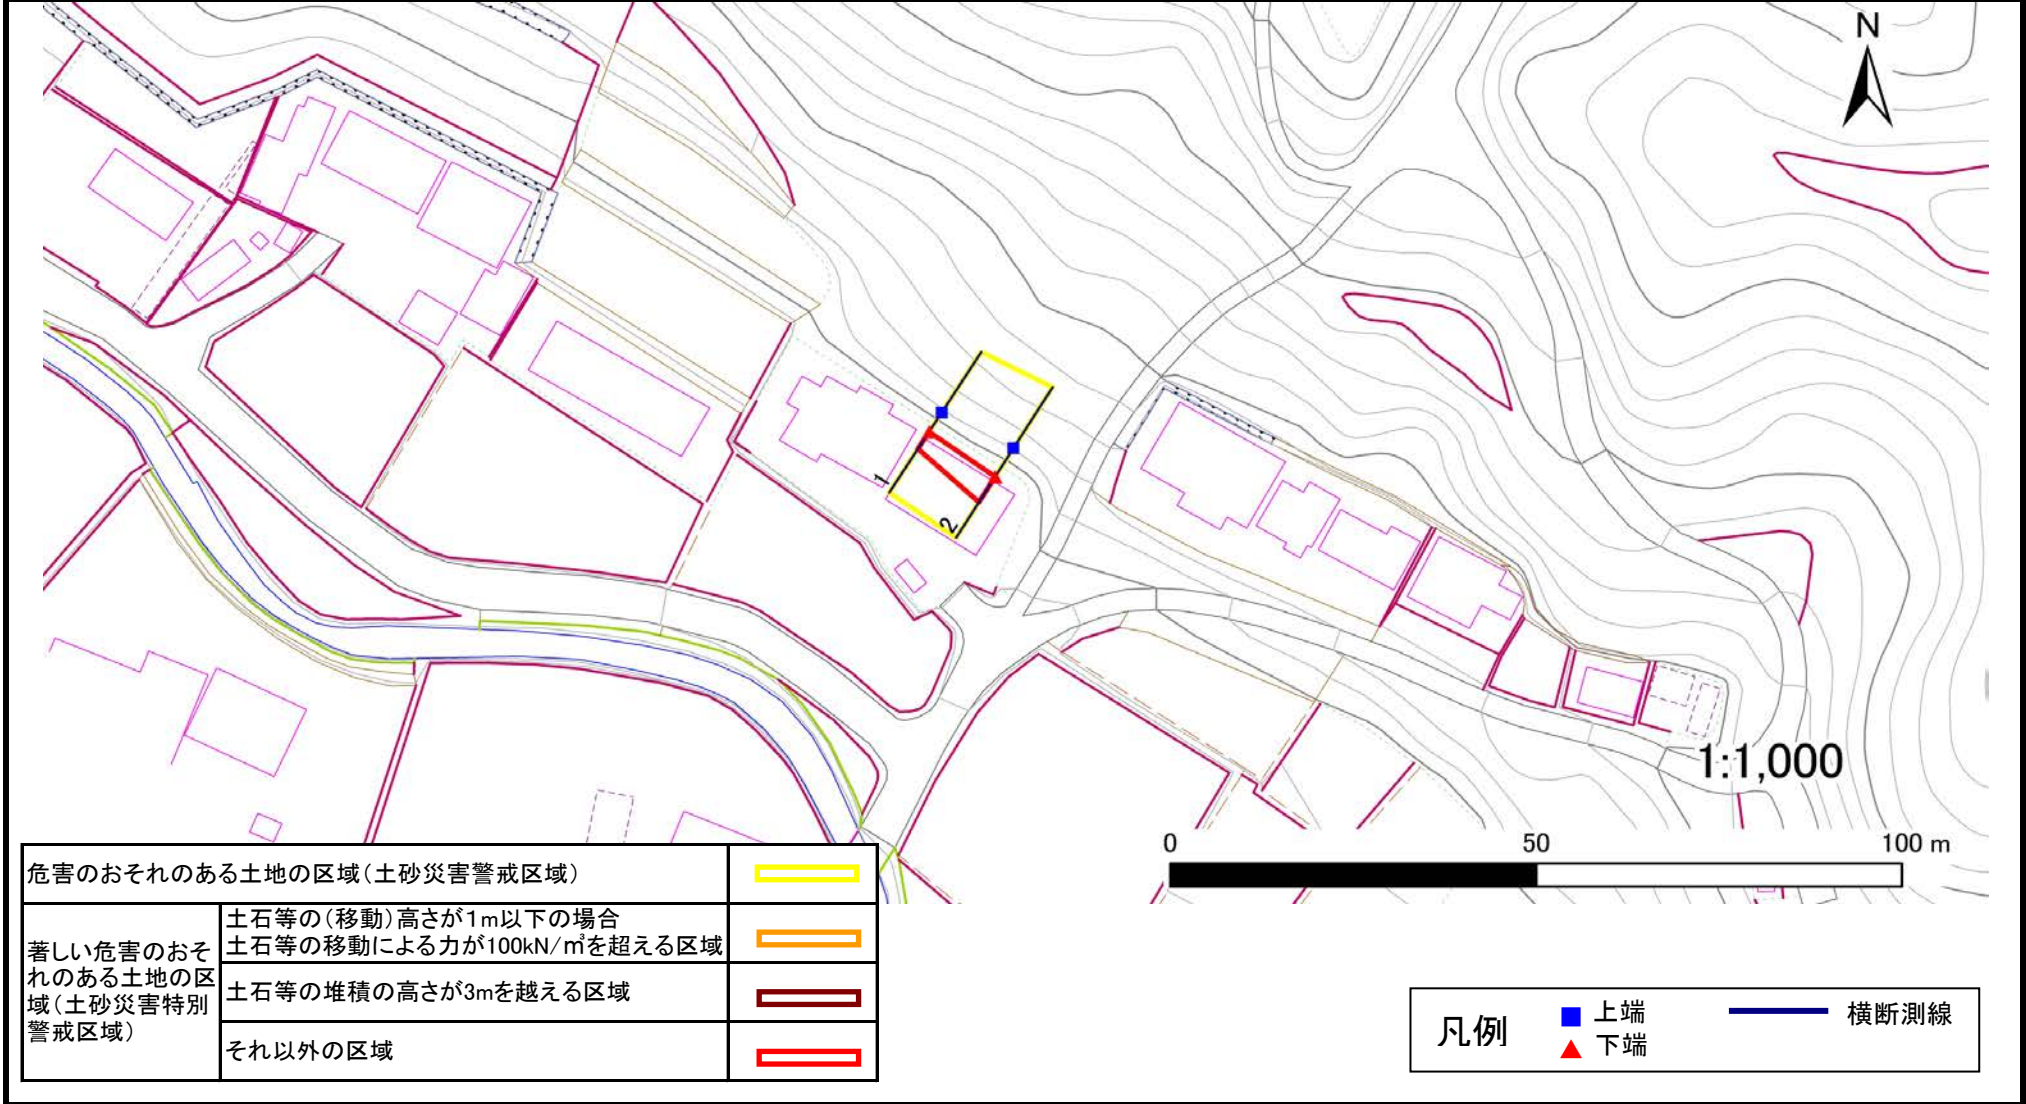 N
1
2
1:1,000
0 50 100 m
危害のおそれのある土地の区域(土砂災害警戒区域)
著しい危害のおそ
れのある土地の区
域(土砂災害特別
警戒区域)
土石等の(移動)高さが1m以下の場合
土石等の移動による力が100kN/㎡を超える区域
土石等の堆積の高さが3mを越える区域
それ以外の区域
凡例
上端
下端
横断測線